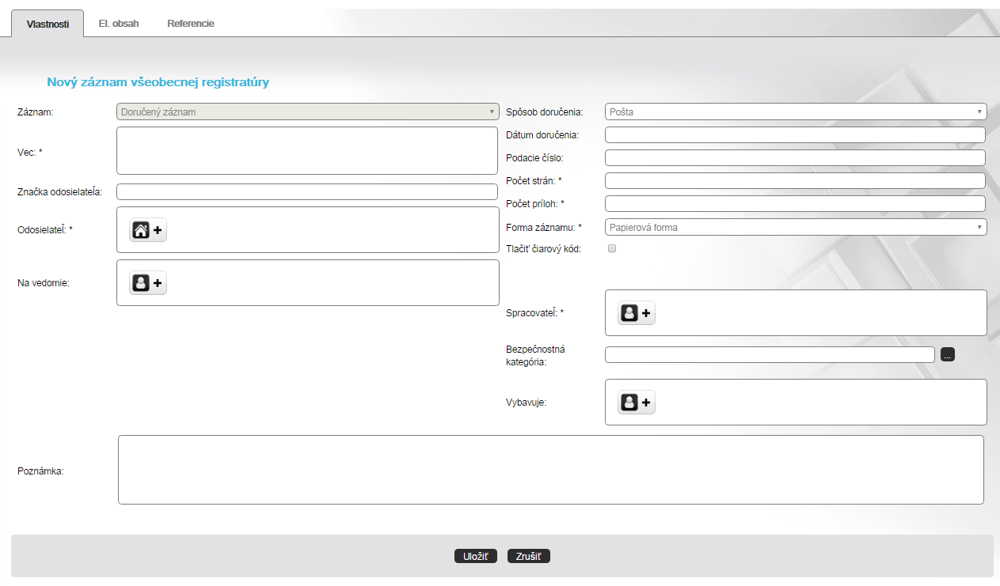 Vlastnosti El. obsah Referencie
Nový záznam všeobecnej registratúry
Záznam: Doručený záznam
Vec: *
Značka odosielateľa:
Odosielateľ: *
Na vedomie:
Spôsob doručenia: Pošta
Dátum doručenia:
Podacie číslo:
Počet strán: *
Počet príloh: *
Forma záznamu: * Papierová forma
Tlačiť čiarový kód:
Spracovateľ: *
Bezpečnostná
kategória: ...
Vybavuje:
Poznámka:
Uložiť Zrušiť